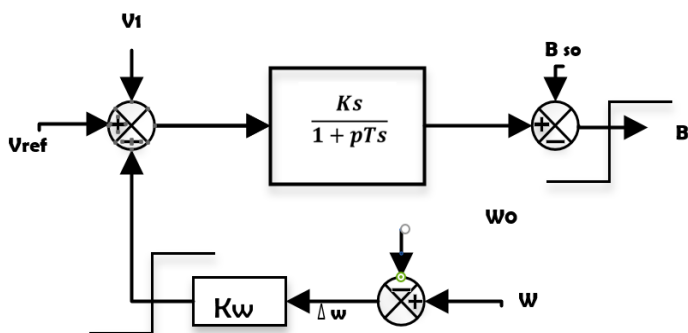 V1
B so
Vref
+
Ks
1 + pTs
+
−
B
Wo
−
+
W
Kw
Δ w